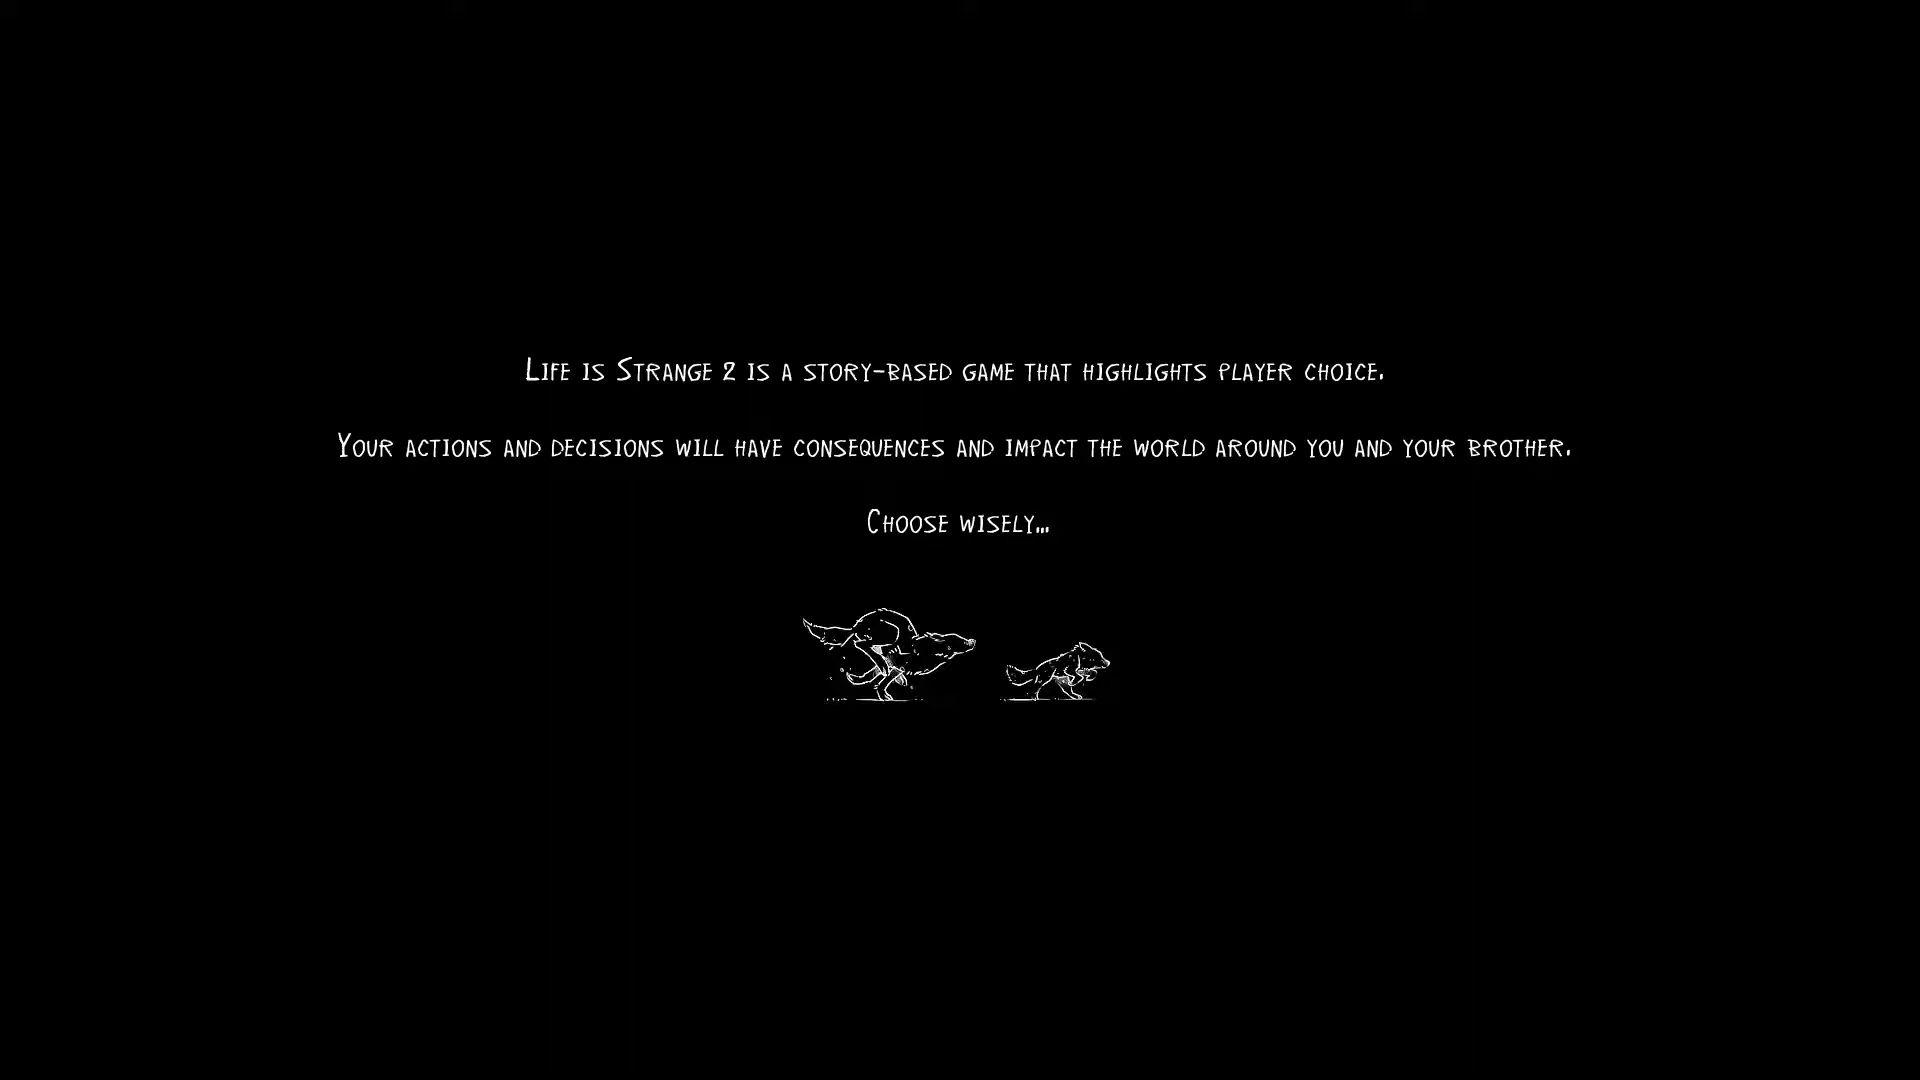 Life is Strange 2 is a story-based game that highlights player choice.
Your actions and decisions will have consequences and impact the world around you and your brother.
Choose wisely...